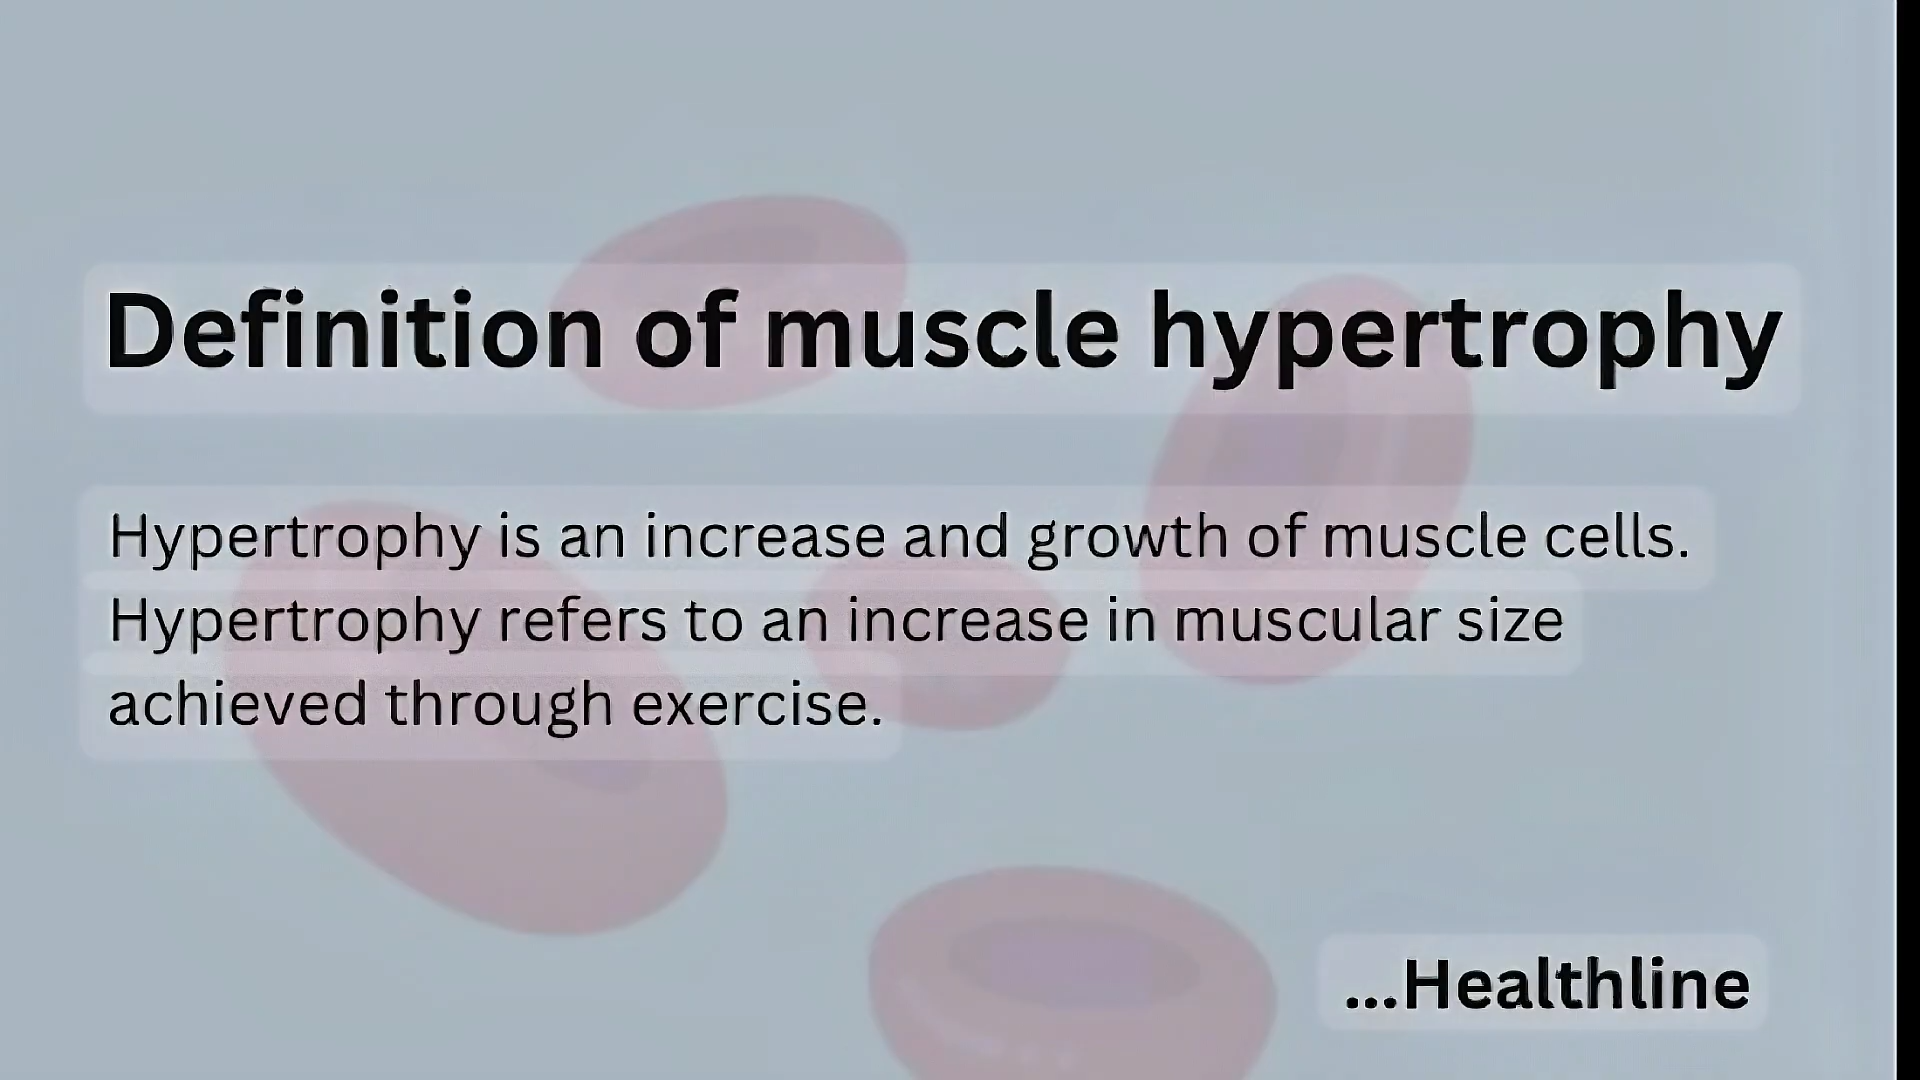 Definition of muscle hypertrophy
Hypertrophy is an increase and growth of muscle cells.
Hypertrophy refers to an increase in muscular size
achieved through exercise.
...Healthline